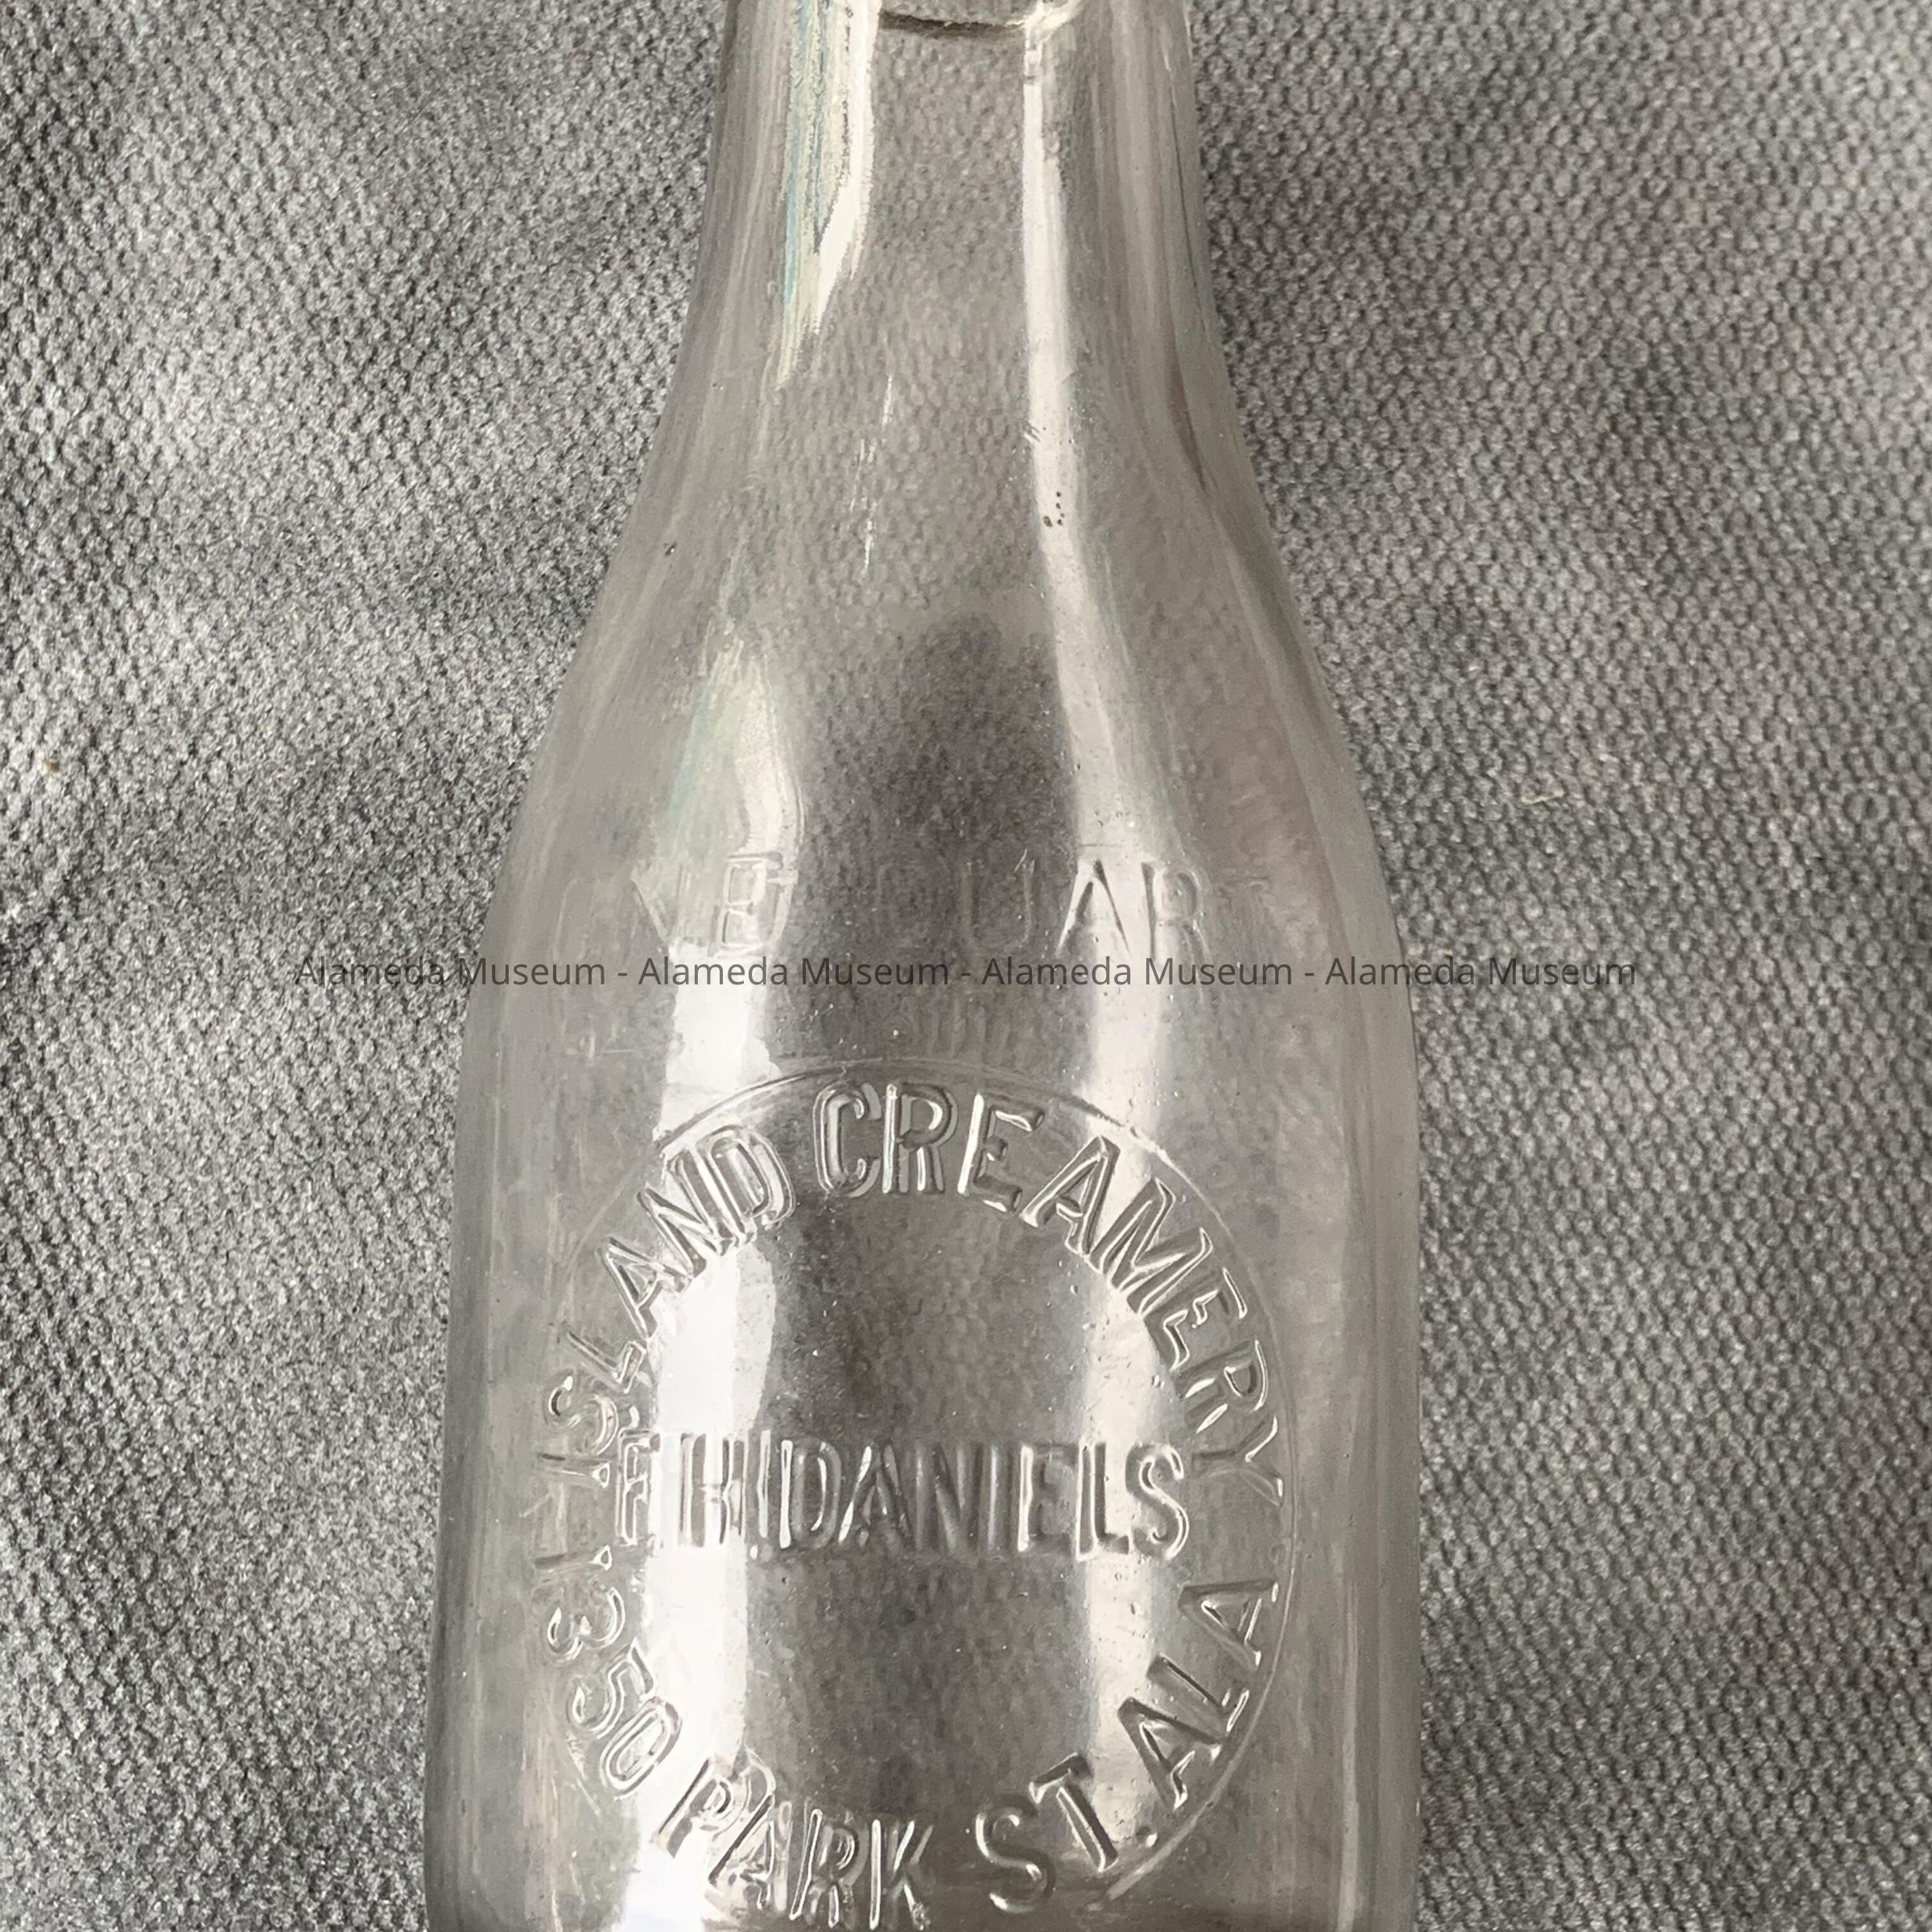 ONE QUART
Alameda Museum - Alameda Museum - Alameda Museum - Alameda Museum
ISLAND CREAMERY
F.H.DANIELS
1350 PARK ST. ALA